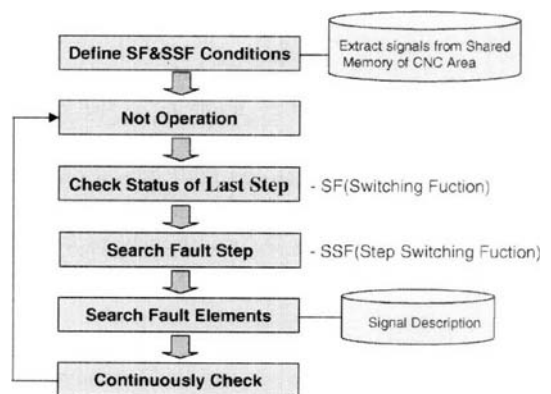 Define SF&SSF Conditions
Extract signals from Shared
Memory of CNC Area
Not Operation
Check Status of Last Step
- SF(Switching Fuction)
Search Fault Step
- SSF(Step Switching Fuction)
Search Fault Elements
Signal Description
Continuously Check